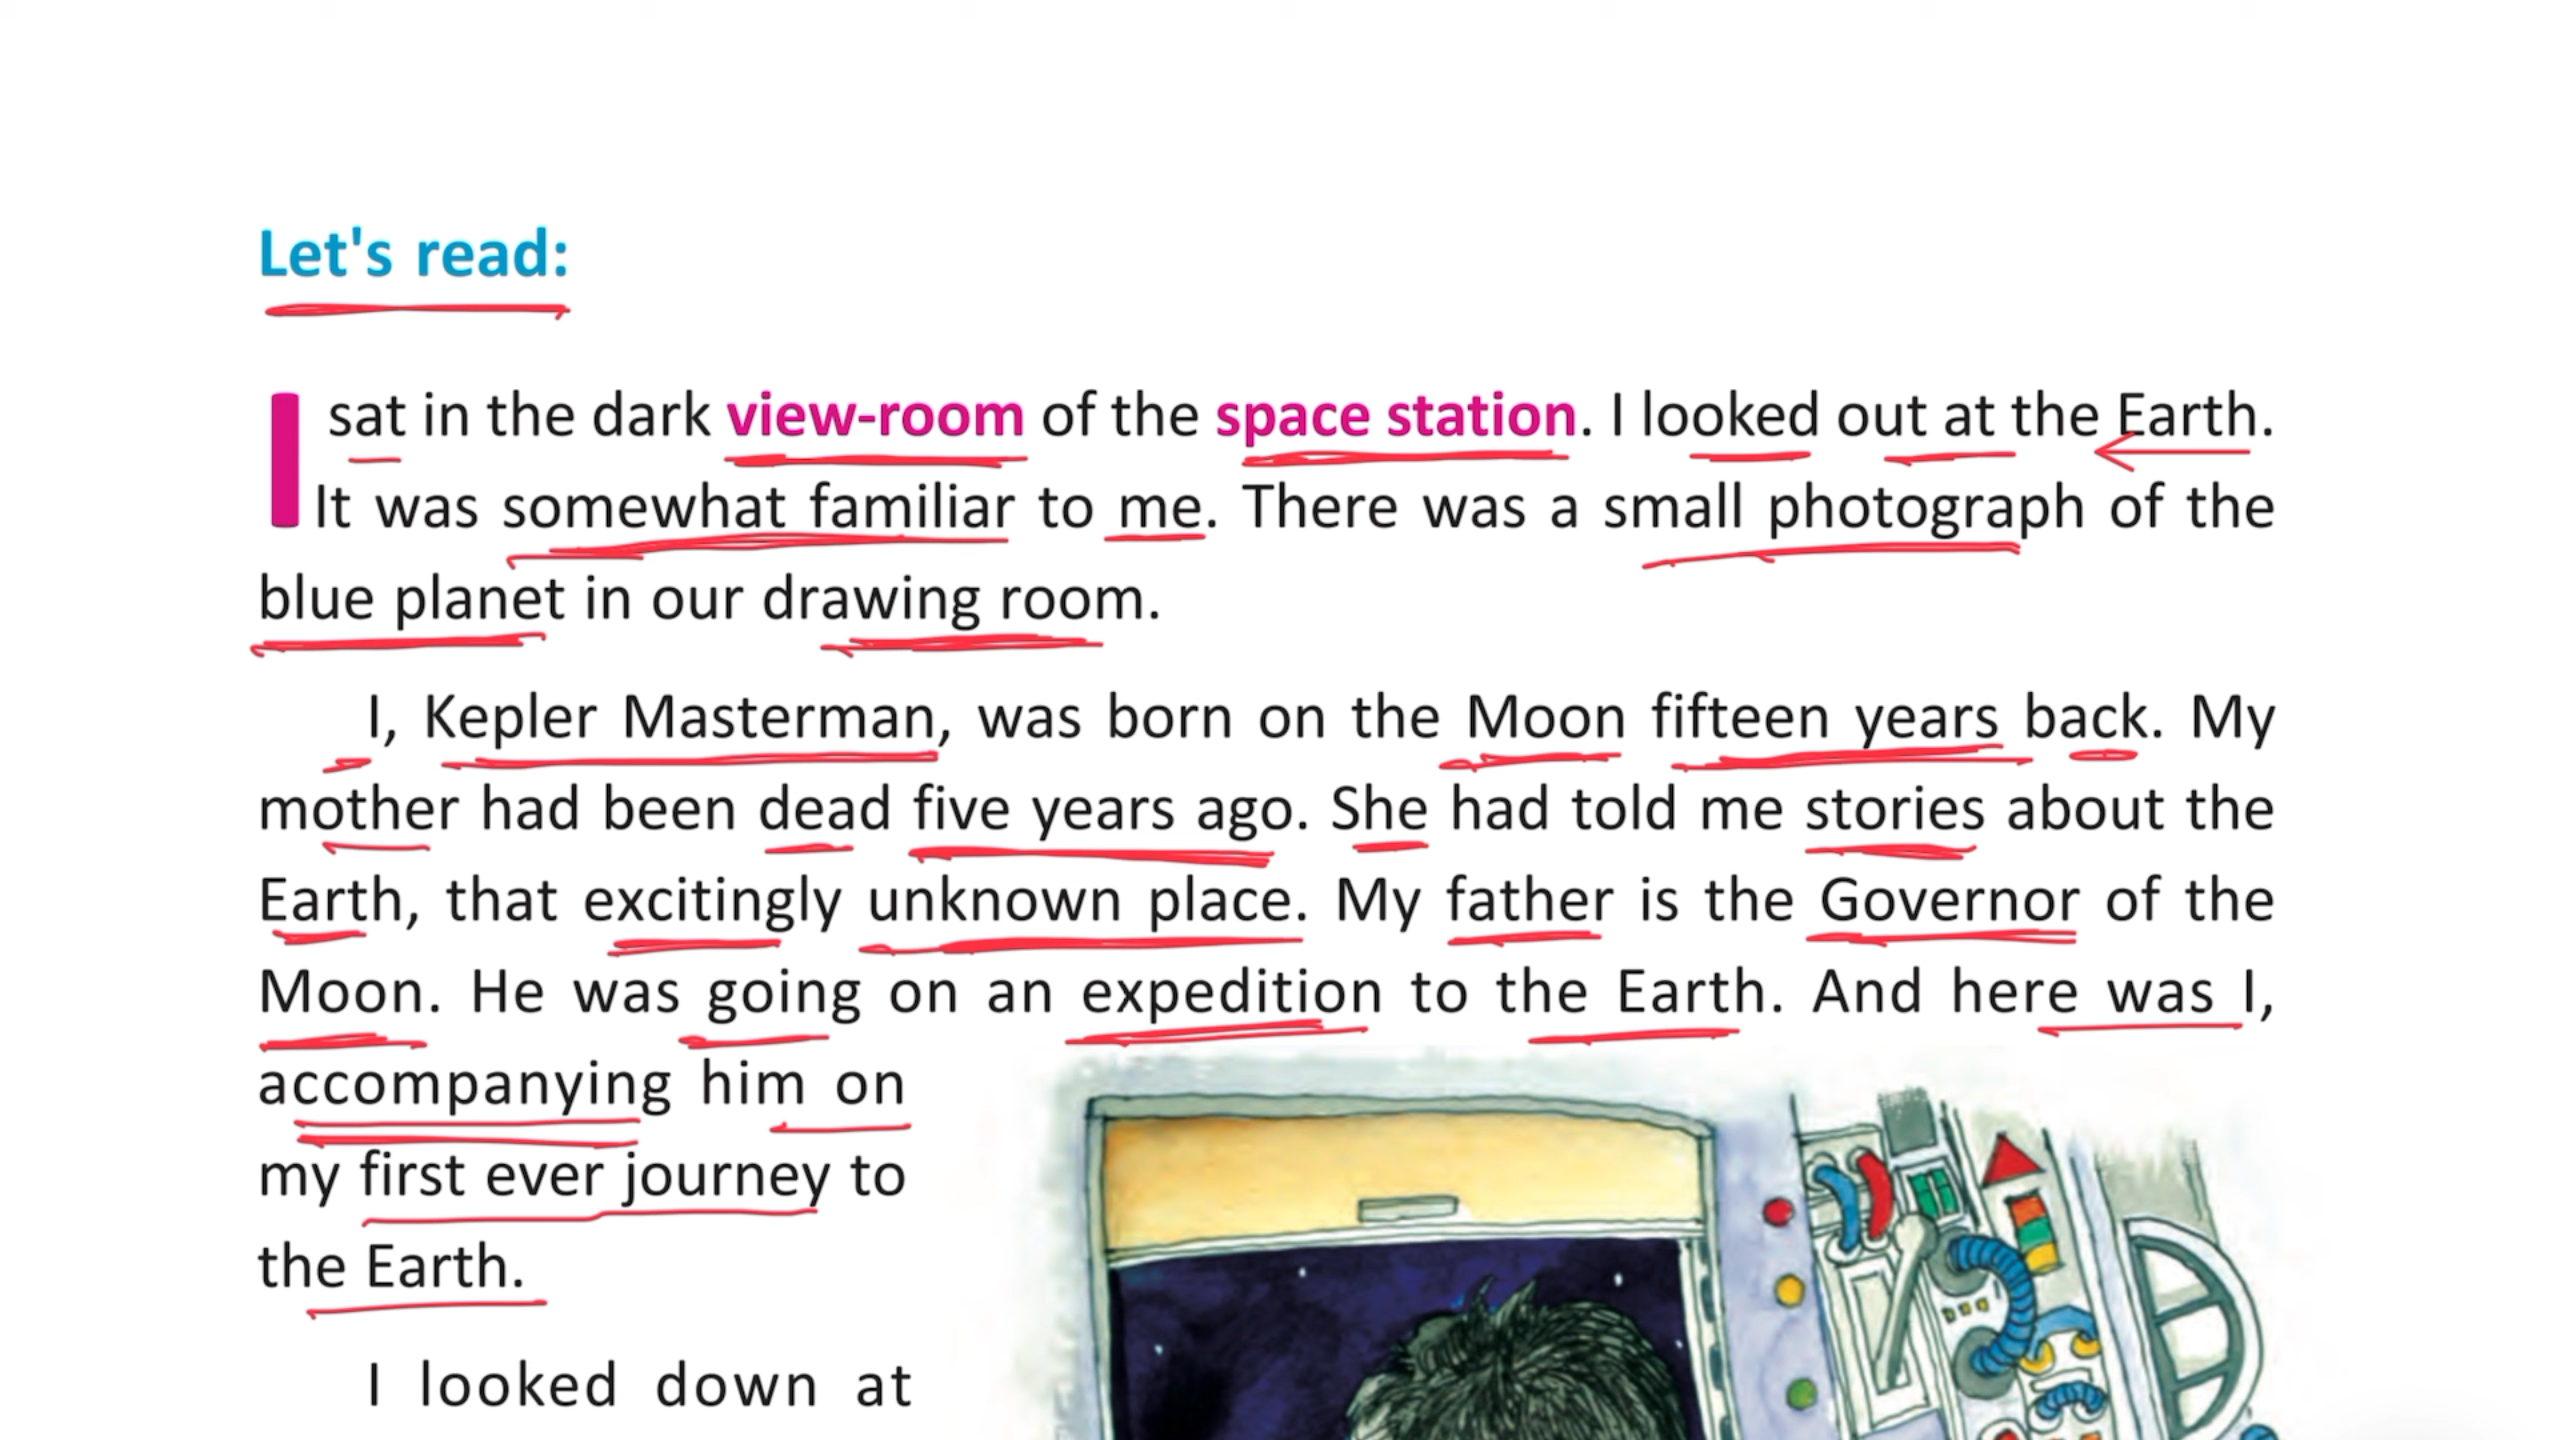 Let's read:
I sat in the dark view-room of the space station. I looked out at the Earth.
It was somewhat familiar to me. There was a small photograph of the
blue planet in our drawing room.
I, Kepler Masterman, was born on the Moon fifteen years back. My
mother had been dead five years ago. She had told me stories about the
Earth, that excitingly unknown place. My father is the Governor of the
Moon. He was going on an expedition to the Earth. And here was I,
accompanying him on
my first ever journey to
the Earth.
I looked down at